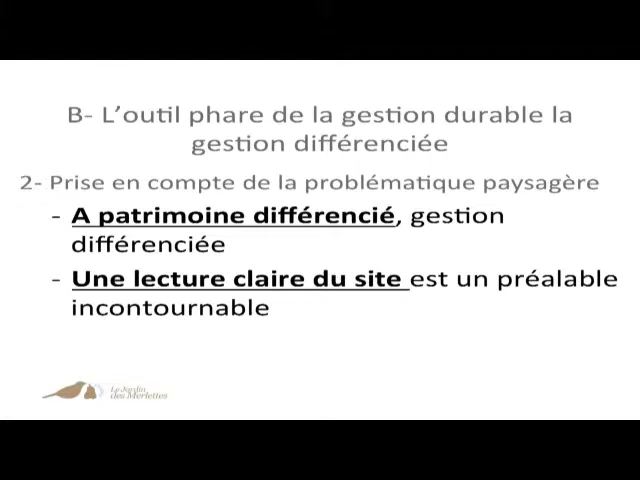 B- L’outil phare de la gestion durable la
gestion différenciée
2- Prise en compte de la problématique paysagère
- A patrimoine différencié, gestion
différenciée
- Une lecture claire du site est un préalable
incontournable
Le Jardin
des Merlettes